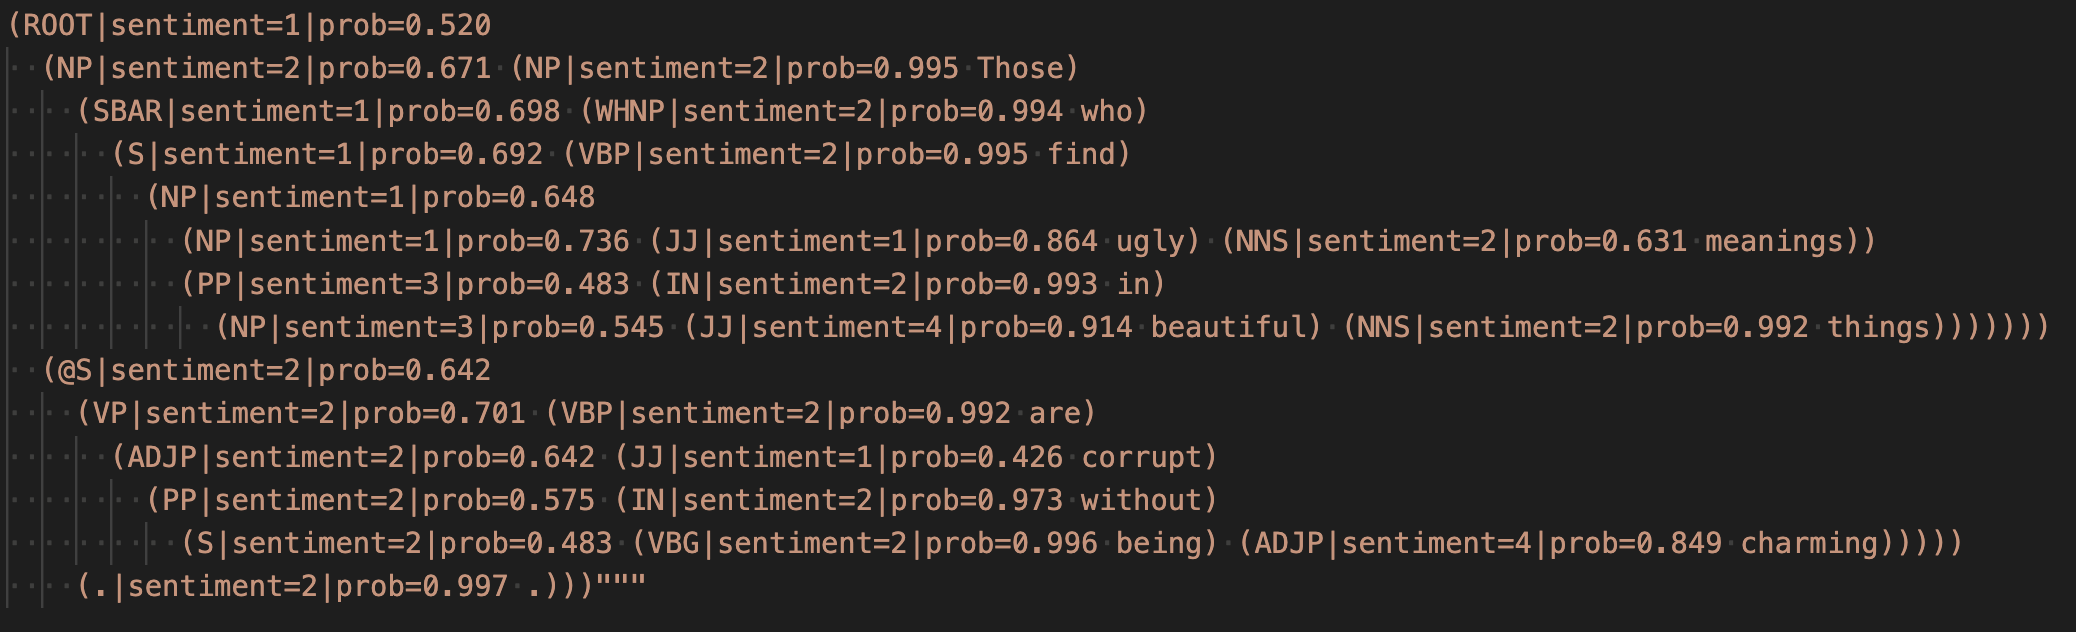 (ROOT|sentiment=1|prob=0.520
  (NP|sentiment=2|prob=0.671 (NP|sentiment=2|prob=0.995 Those)
    (SBAR|sentiment=1|prob=0.698 (WHNP|sentiment=2|prob=0.994 who)
      (S|sentiment=1|prob=0.692 (VBP|sentiment=2|prob=0.995 find)
        (NP|sentiment=1|prob=0.648
          (NP|sentiment=1|prob=0.736 (JJ|sentiment=1|prob=0.864 ugly) (NNS|sentiment=2|prob=0.631 meanings))
          (PP|sentiment=3|prob=0.483 (IN|sentiment=2|prob=0.993 in)
            (NP|sentiment=3|prob=0.545 (JJ|sentiment=4|prob=0.914 beautiful) (NNS|sentiment=2|prob=0.992 things)))))))
  (@S|sentiment=2|prob=0.642
    (VP|sentiment=2|prob=0.701 (VBP|sentiment=2|prob=0.992 are)
      (ADJP|sentiment=2|prob=0.642 (JJ|sentiment=1|prob=0.426 corrupt)
        (PP|sentiment=2|prob=0.575 (IN|sentiment=2|prob=0.973 without)
          (S|sentiment=2|prob=0.483 (VBG|sentiment=2|prob=0.996 being) (ADJP|sentiment=4|prob=0.849 charming)))))
    (.|sentiment=2|prob=0.997 .)))"""